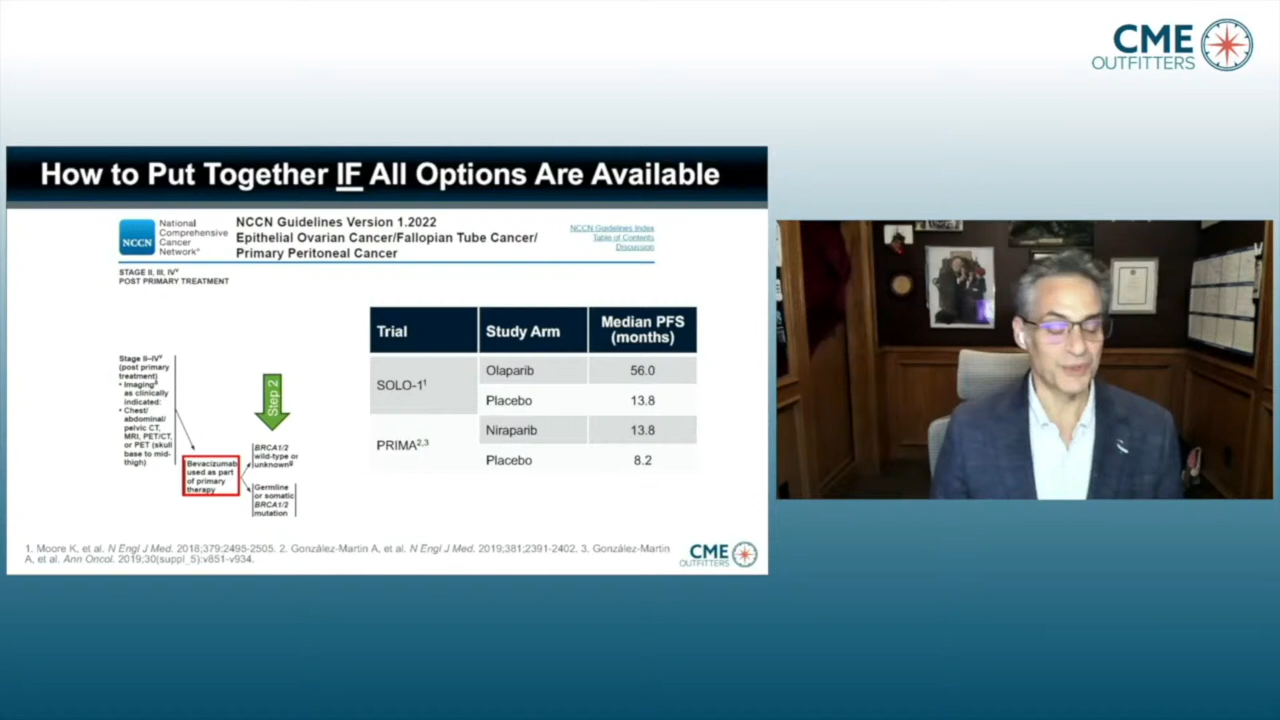 CME
OUTFITTERS
How to Put Together IF All Options Are Available
NCCN
National
Comprehensive
Cancer
Network®
NCCN Guidelines Version 1.2022
Epithelial Ovarian Cancer/Fallopian Tube Cancer/
Primary Peritoneal Cancer
NCCN Guidelines Index
Table of Contents
Discussion
STAGE II, III, IV
POST PRIMARY TREATMENT
Stage II–IV
(post primary
treatment)
• Imaging
as clinically
indicated:
• Chest/
abdominal/
pelvic CT,
MRI, PET/CT,
or PET (skull
base to mid-
thigh)
Bevacizumab
used as part
of primary
therapy
Step 2
BRCA1/2
wild-type or
unknown
Germline
or somatic
BRCA1/2
mutation
Trial Study Arm Median PFS
(months)
SOLO-1¹ Olaparib 56.0
Placebo 13.8
PRIMA²,³ Niraparib 13.8
Placebo 8.2
1. Moore K, et al. N Engl J Med. 2018;379:2495-2505. 2. González-Martin A, et al. N Engl J Med. 2019;381;2391-2402. 3. González-Martin
A, et al. Ann Oncol. 2019;30(suppl_5):v851-v934.
CME
OUTFITTERS